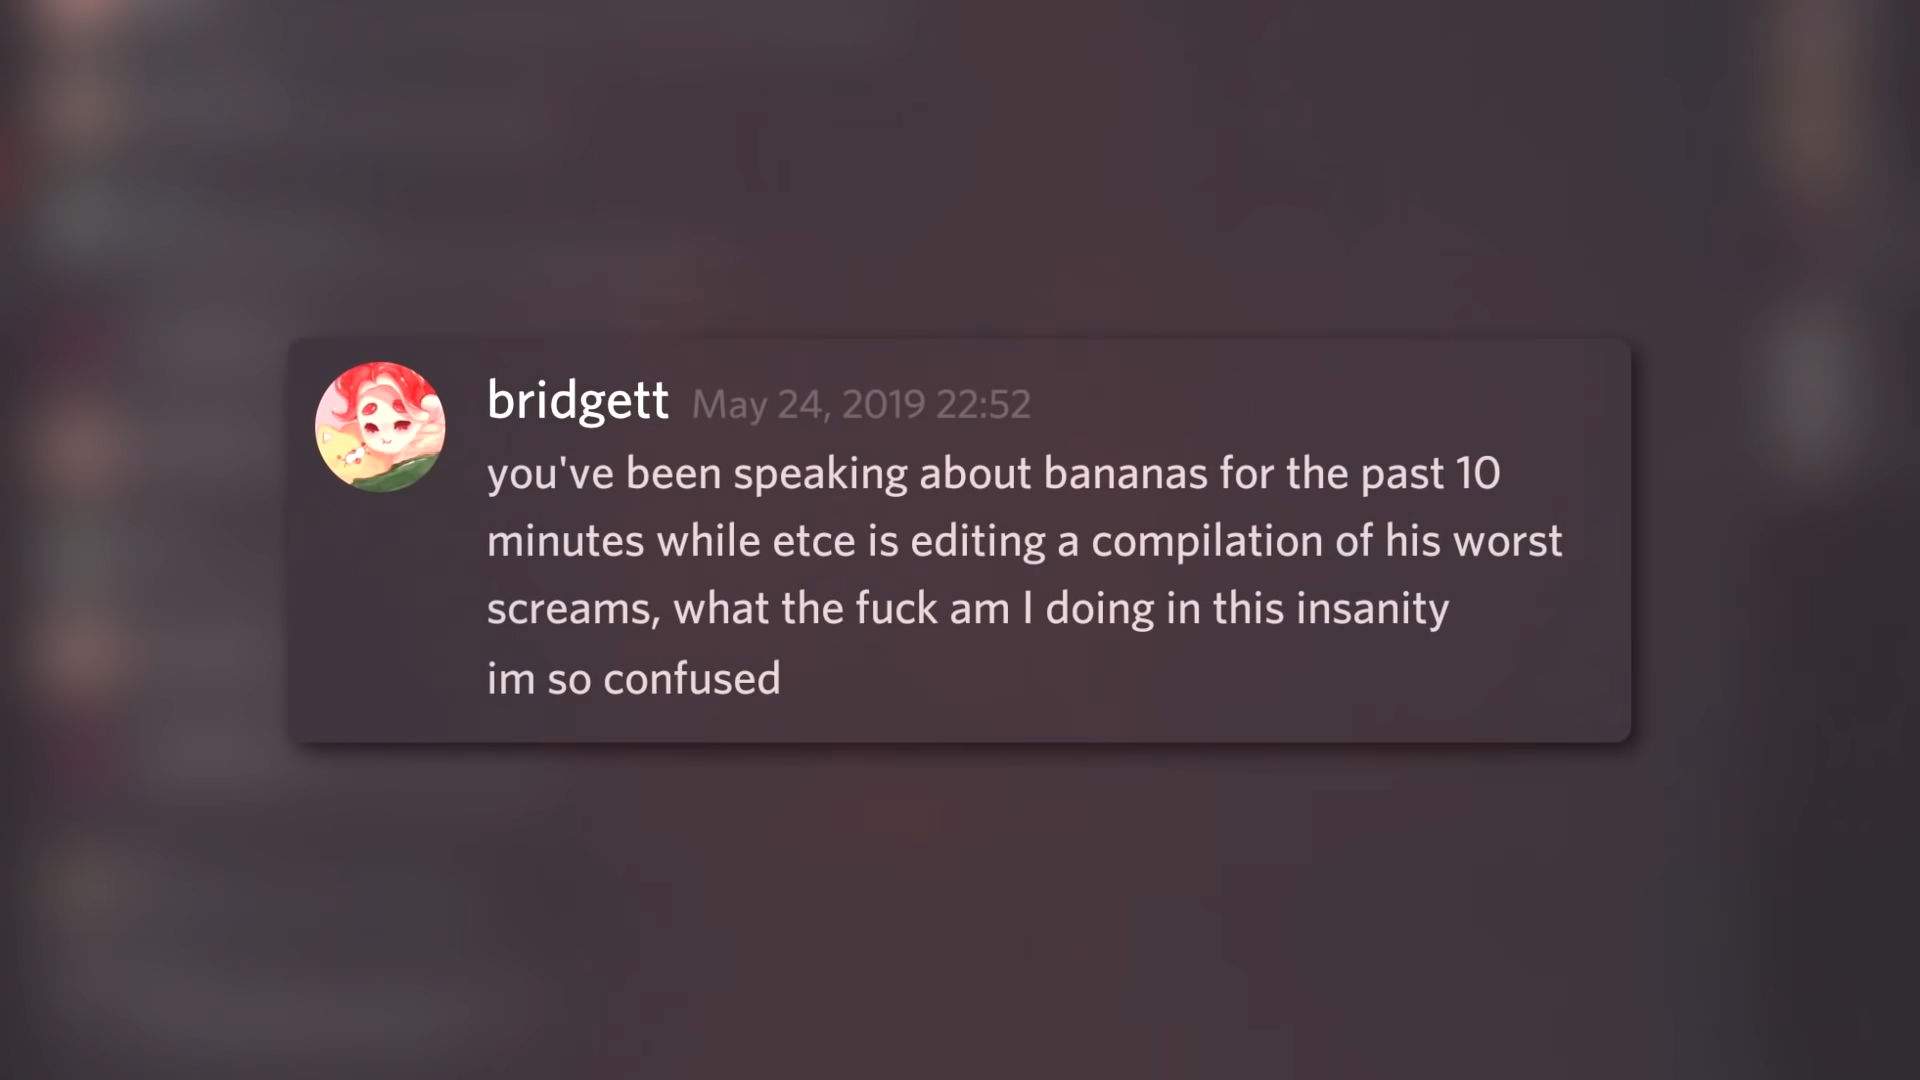 bridgett May 24, 2019 22:52
you've been speaking about bananas for the past 10
minutes while etce is editing a compilation of his worst
screams, what the fuck am I doing in this insanity
im so confused